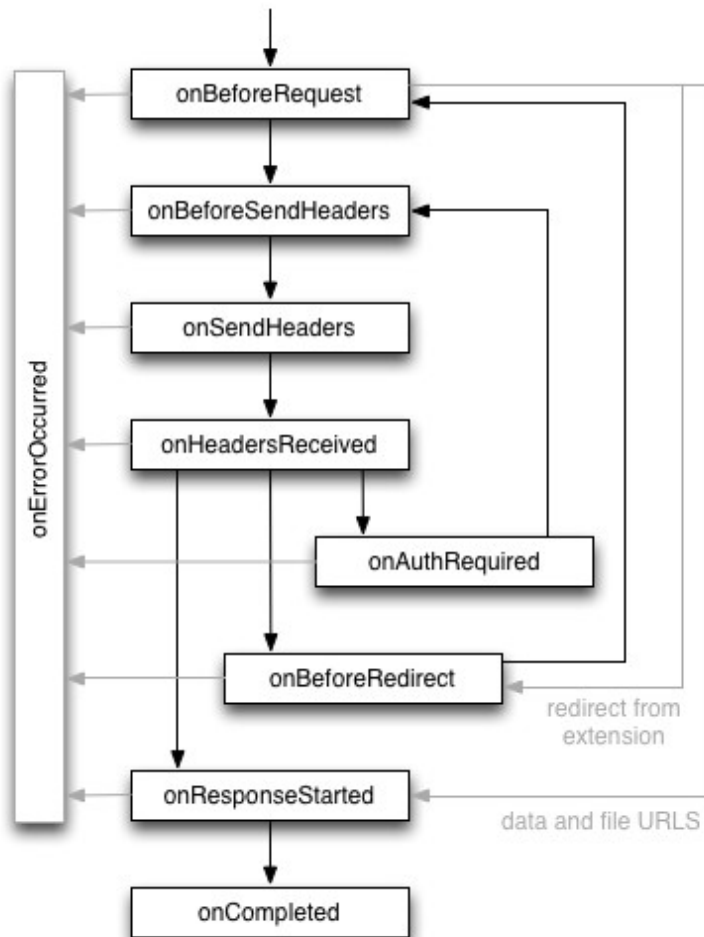 onBeforeRequest
onBeforeSendHeaders
onSendHeaders
onErrorOccurred
onHeadersReceived
onAuthRequired
onBeforeRedirect
redirect from
extension
onResponseStarted
data and file URLS
onCompleted